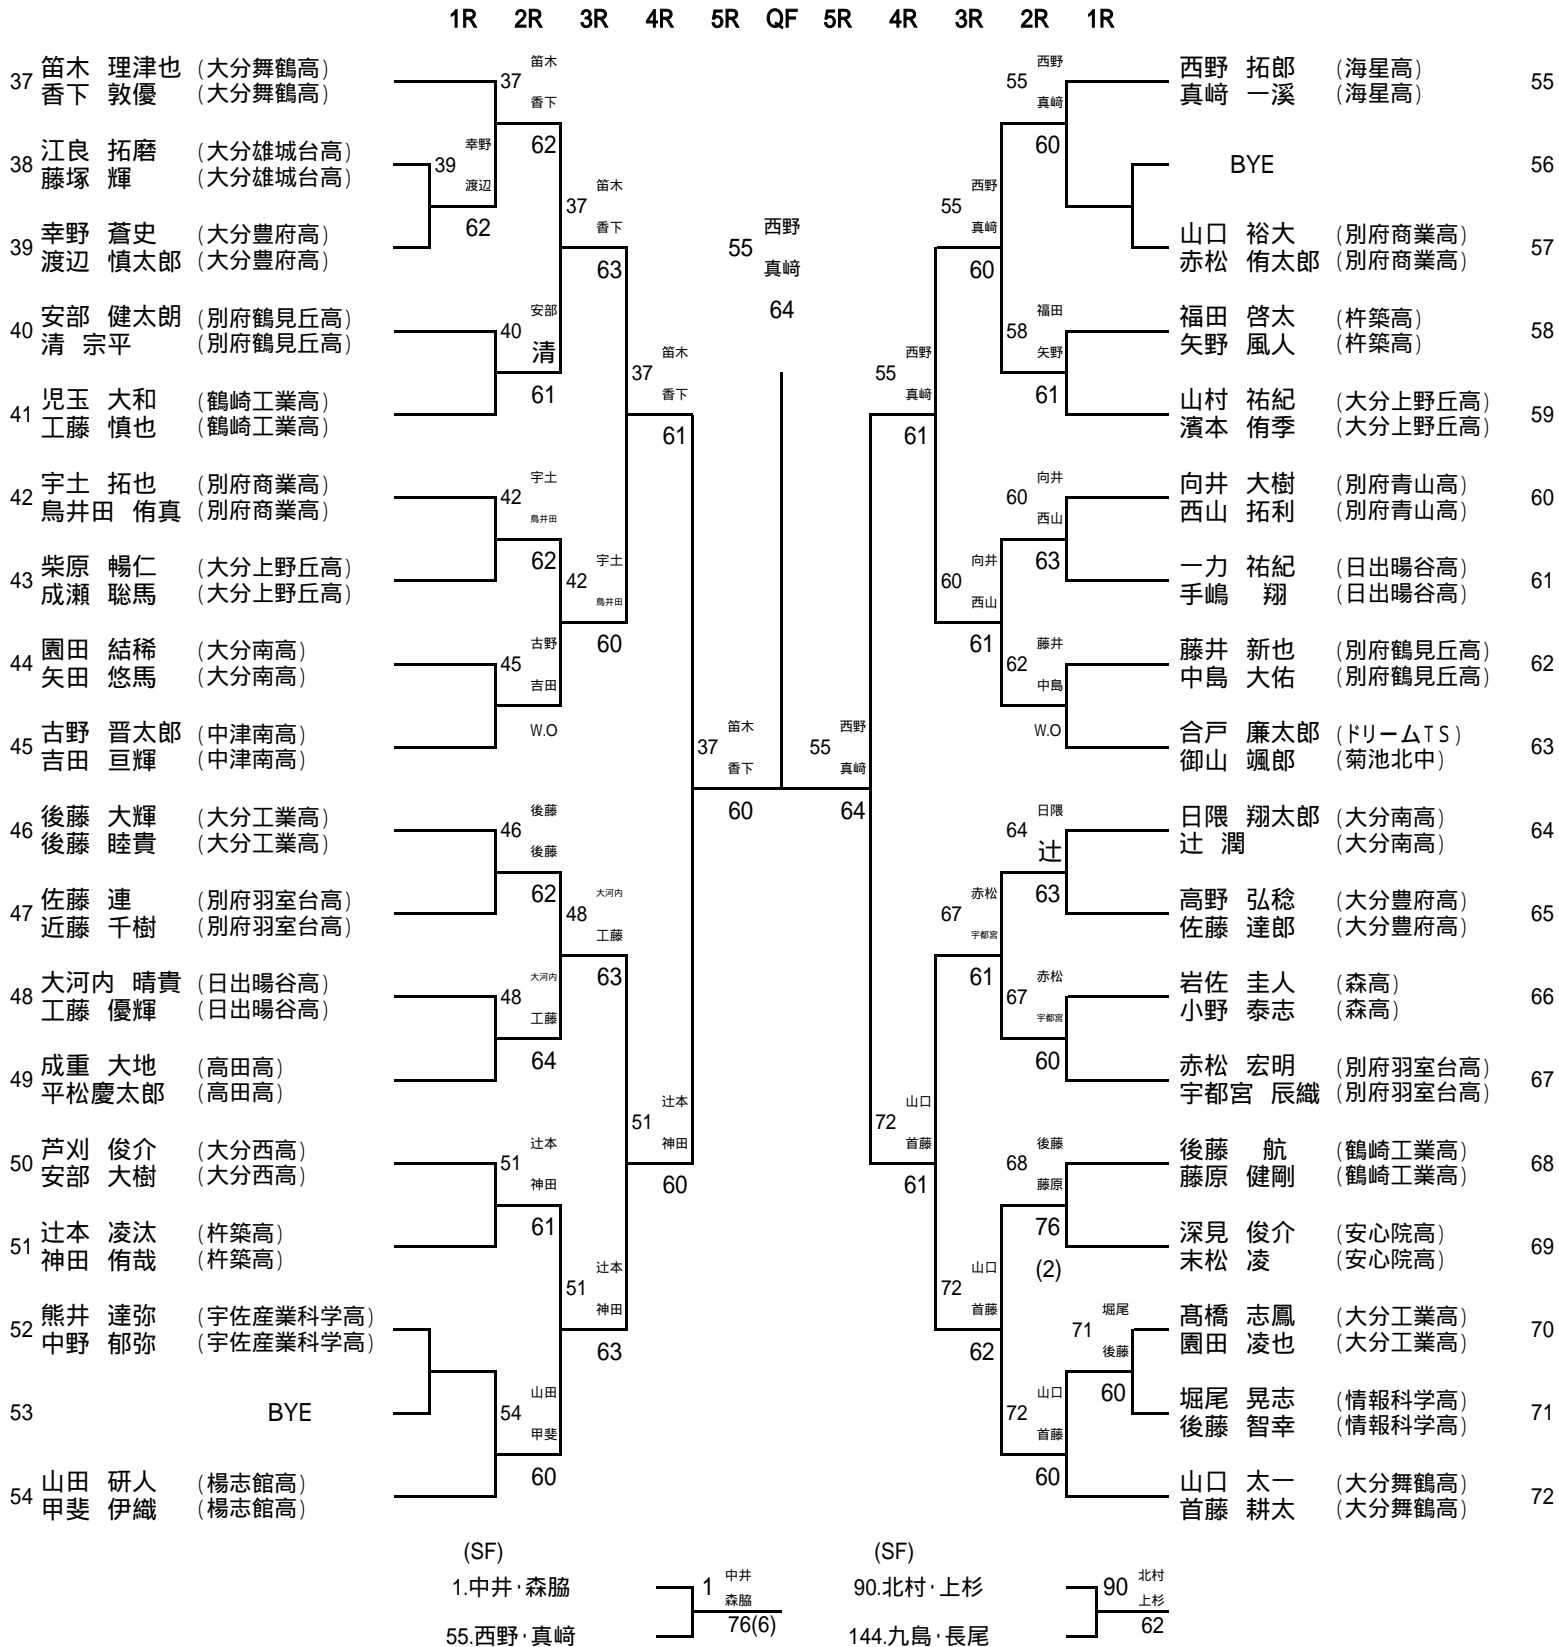 1R 2R 3R 4R 5R QF 5R 4R 3R 2R 1R
37 笛木 理津也 (大分舞鶴高)
香下 敦優 (大分舞鶴高)
38 江良 拓磨 (大分雄城台高)
藤塚 輝 (大分雄城台高)
39 幸野 蒼史 (大分豊府高)
渡辺 慎太郎 (大分豊府高)
40 安部 健太朗 (別府鶴見丘高)
清 宗平 (別府鶴見丘高)
41 児玉 大和 (鶴崎工業高)
工藤 慎也 (鶴崎工業高)
42 宇土 拓也 (別府商業高)
鳥井田 侑真 (別府商業高)
43 柴原 暢仁 (大分上野丘高)
成瀬 聡馬 (大分上野丘高)
44 園田 結稀 (大分南高)
矢田 悠馬 (大分南高)
45 古野 晋太郎 (中津南高)
吉田 亘輝 (中津南高)
46 後藤 大輝 (大分工業高)
後藤 睦貴 (大分工業高)
47 佐藤 連 (別府羽室台高)
近藤 千樹 (別府羽室台高)
48 大河内 晴貴 (日出暘谷高)
工藤 優輝 (日出暘谷高)
49 成重 大地 (高田高)
平松慶太郎 (高田高)
50 芦刈 俊介 (大分西高)
安部 大樹 (大分西高)
51 辻本 凌汰 (杵築高)
神田 侑哉 (杵築高)
52 熊井 達弥 (宇佐産業科学高)
中野 郁弥 (宇佐産業科学高)
53 BYE
54 山田 研人 (楊志館高)
甲斐 伊織 (楊志館高)
39 幸野
渡辺
62
37 笛木
香下
62
40 安部
清
61
42 宇土
鳥井田
62
45 古野
吉田
W.O
46 後藤
後藤
62
48 大河内
工藤
64
51 辻本
神田
61
54 山田
甲斐
60
37 笛木
香下
63
42 宇土
鳥井田
60
48 大河内
工藤
63
51 辻本
神田
63
37 笛木
香下
61
51 辻本
神田
60
37 笛木
香下
60
55 西野
真﨑
64
55 西野
真﨑
64
55 西野
真﨑
61
72 山口
首藤
61
55 西野
真﨑
60
60 向井
西山
61
67 赤松
宇都宮
61
72 山口
首藤
62
55 西野
真﨑
60
58 福田
矢野
61
60 向井
西山
63
62 藤井
中島
W.O
64 日隈
辻
63
67 赤松
宇都宮
60
68 後藤
藤原
76
(2)
72 山口
首藤
60
71 堀尾
後藤
60
西野 拓郎 (海星高) 55
真﨑 一溪 (海星高)
BYE 56
山口 裕大 (別府商業高) 57
赤松 侑太郎 (別府商業高)
福田 啓太 (杵築高) 58
矢野 風人 (杵築高)
山村 祐紀 (大分上野丘高) 59
濱本 侑季 (大分上野丘高)
向井 大樹 (別府青山高) 60
西山 拓利 (別府青山高)
一力 祐紀 (日出暘谷高) 61
手嶋 翔 (日出暘谷高)
藤井 新也 (別府鶴見丘高) 62
中島 大佑 (別府鶴見丘高)
合戸 廉太郎 (ドリームTS) 63
御山 颯郎 (菊池北中)
日隈 翔太郎 (大分南高) 64
辻 潤 (大分南高)
高野 弘稔 (大分豊府高) 65
佐藤 達郎 (大分豊府高)
岩佐 圭人 (森高) 66
小野 泰志 (森高)
赤松 宏明 (別府羽室台高) 67
宇都宮 辰織 (別府羽室台高)
後藤 航 (鶴崎工業高) 68
藤原 健剛 (鶴崎工業高)
深見 俊介 (安心院高) 69
末松 凌 (安心院高)
髙橋 志鳳 (大分工業高) 70
園田 凌也 (大分工業高)
堀尾 晃志 (情報科学高) 71
後藤 智幸 (情報科学高)
山口 太一 (大分舞鶴高) 72
首藤 耕太 (大分舞鶴高)
(SF)
1.中井・森脇
55.西野・真﨑
1 中井
森脇
76(6)
(SF)
90.北村・上杉
144.九島・長尾
90 北村
上杉
62